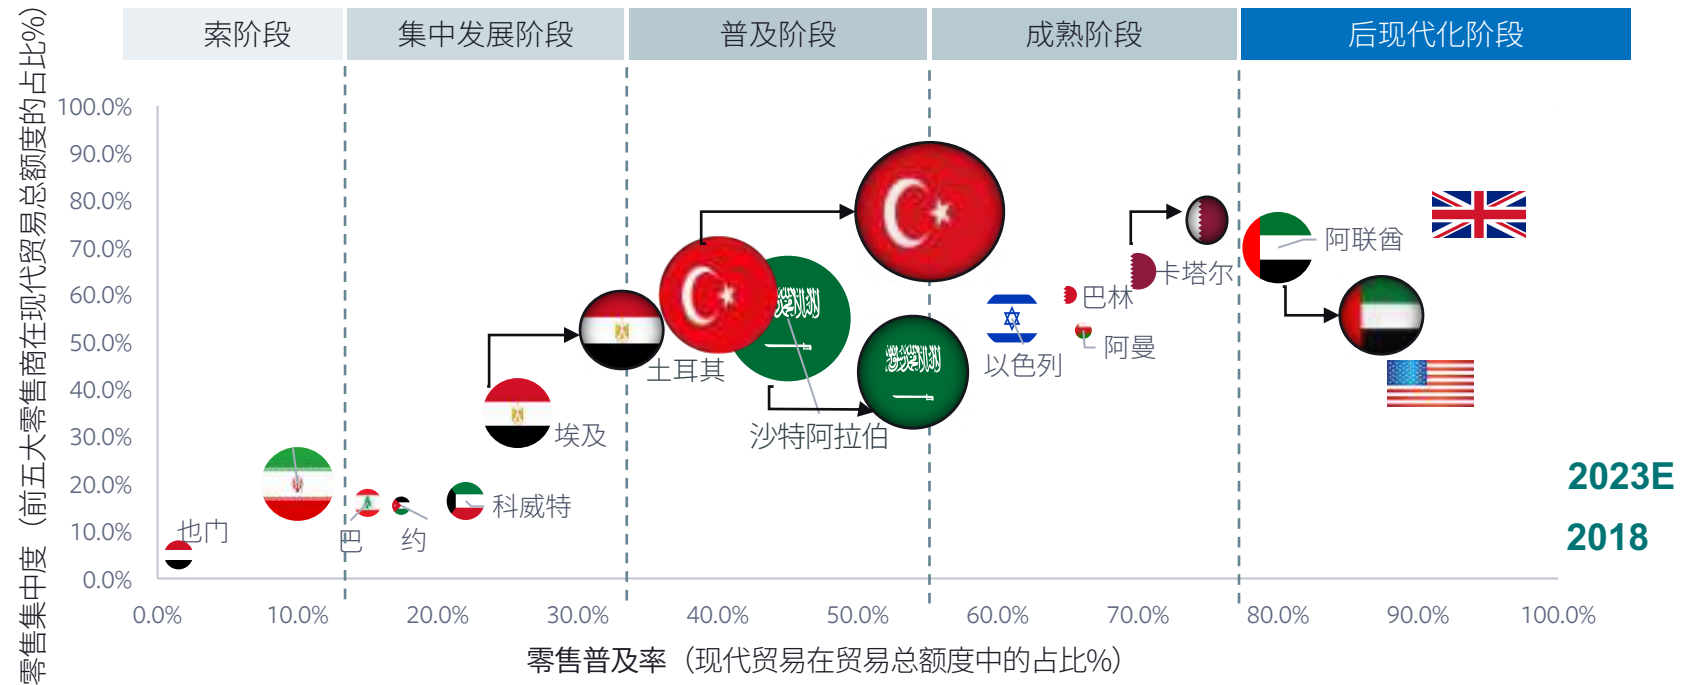 索阶段
集中发展阶段
普及阶段
成熟阶段
后现代化阶段
零售集中度（前五大零售商在现代贸易总额度的占比%）
100.0%
90.0%
80.0%
70.0%
60.0%
50.0%
40.0%
30.0%
20.0%
10.0%
0.0%
阿联酋
卡塔尔
巴林
阿曼
以色列
土耳其
沙特阿拉伯
埃及
科威特
也门
巴
约
2023E
2018
0.0%
10.0%
20.0%
30.0%
40.0%
50.0%
60.0%
70.0%
80.0%
90.0%
100.0%
零售普及率（现代贸易在贸易总额度中的占比%）